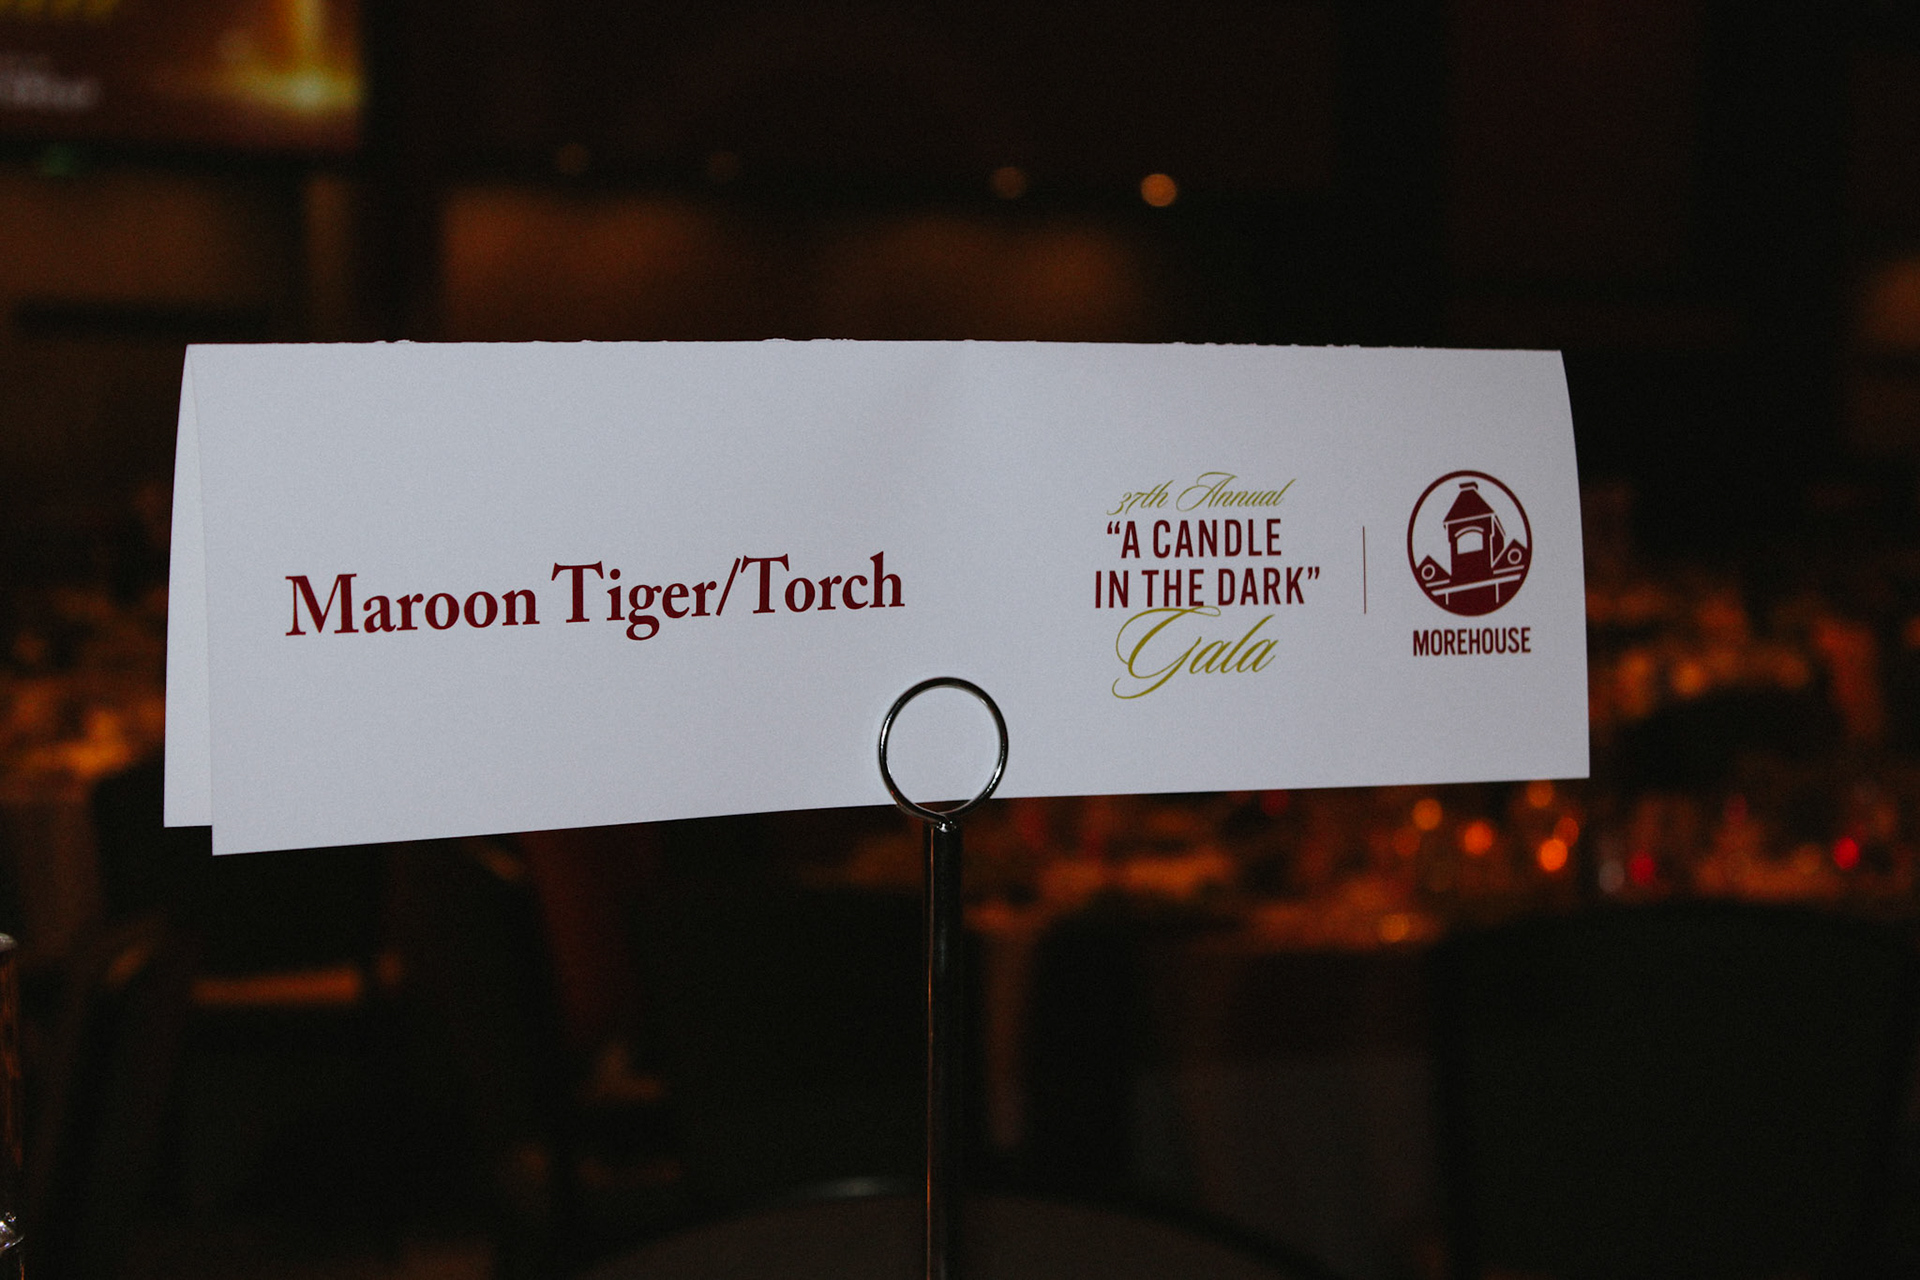 Maroon Tiger/Torch
37th Annual
“A CANDLE
IN THE DARK”
Gala
MOREHOUSE